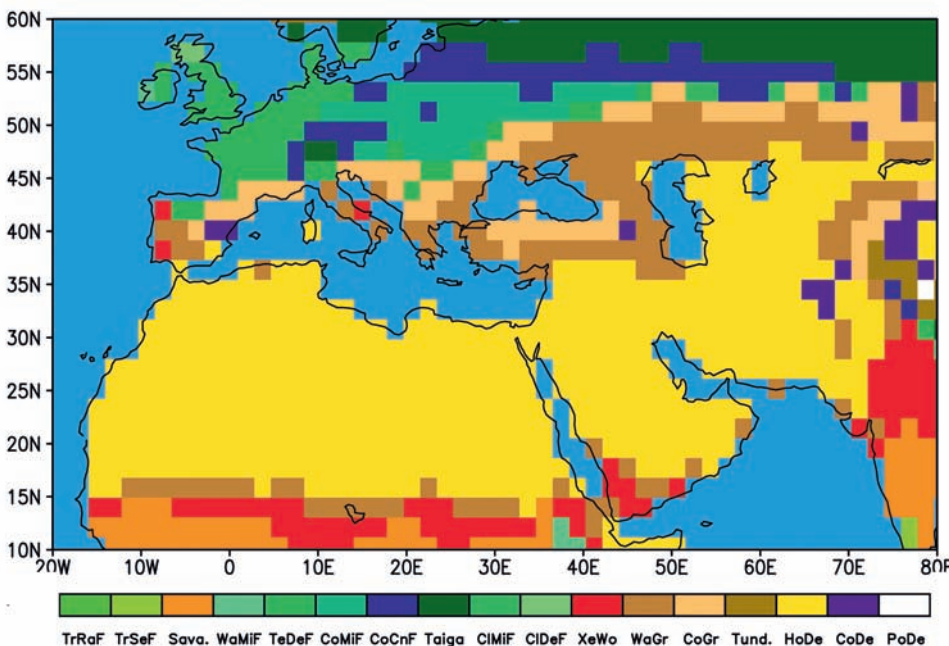 60N
55N
50N
45N
40N
35N
30N
25N
20N
15N
10N
20W 10W 0 10E 20E 30E 40E 50E 60E 70E 80E
TrRaF TrSeF Sava. WaMiF TeDeF CoMiF CoCnF Taiga ClMiF ClDeF XeWo WaGr CoGr Tund. HoDe CoDe PoDe